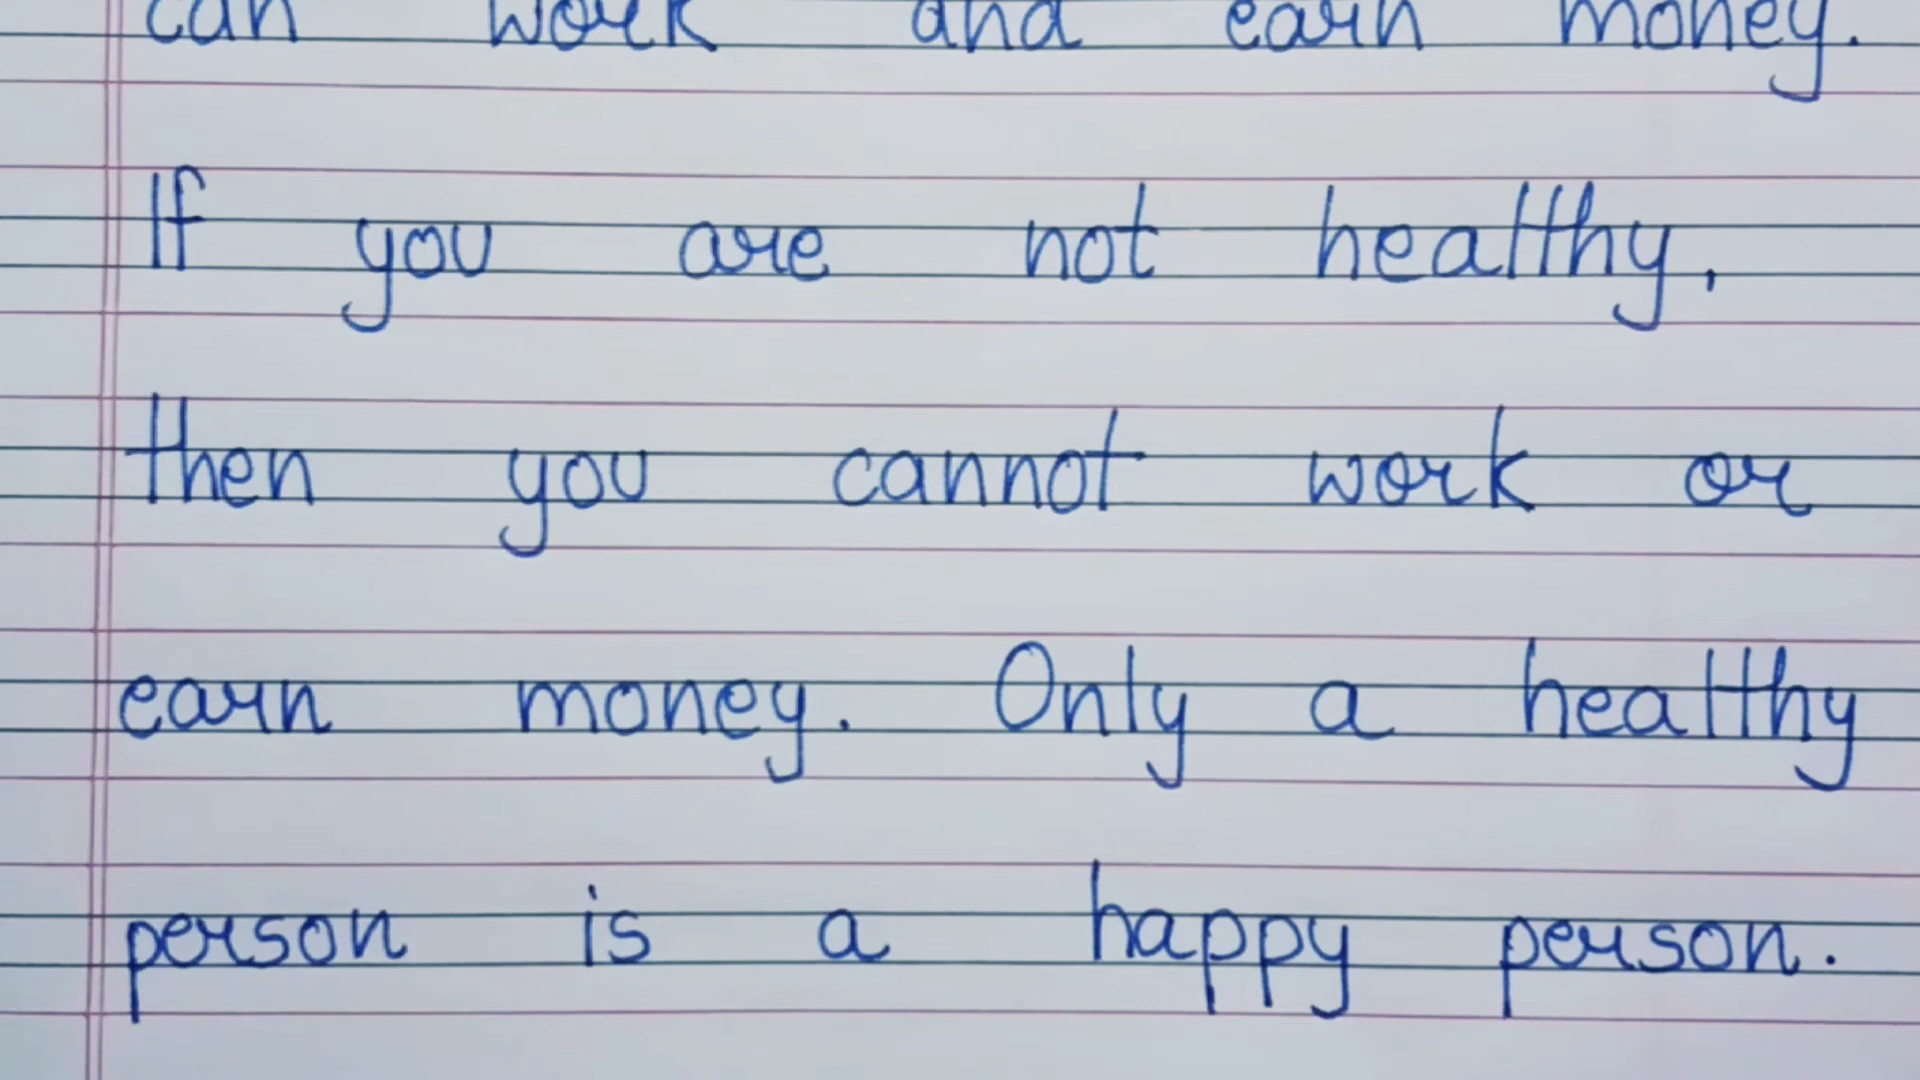 can work and earn money.
If you are not healthy,
then you cannot work or
earn money. Only a healthy
person is a happy person.